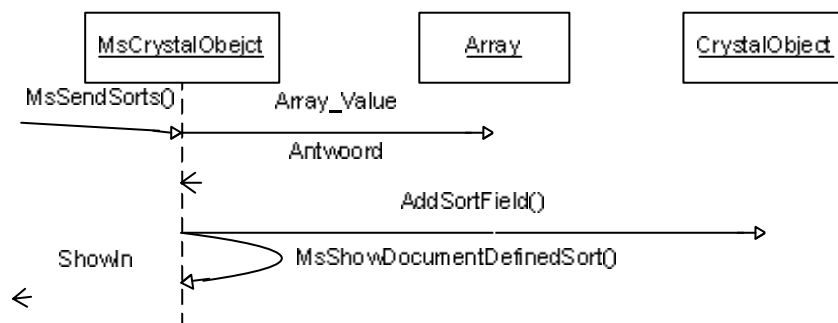 MsCrystalObejct
Array
CrystalObject
MsSendSorts()
Array_Value
Antwoord
AddSortField()
MsShowDocumentDefinedSort()
ShowIn